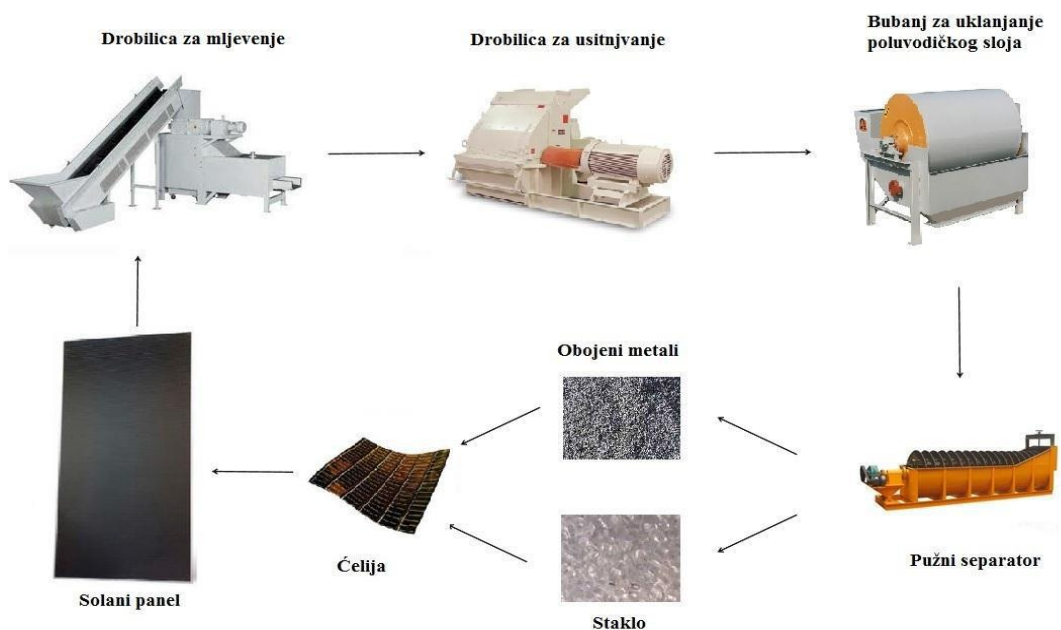 Drobilica za mljevenje
Drobilica za usitnjvanje
Bubanj za uklanjanje
poluvodičkog sloja
Obojeni metali
Solani panel
Ćelija
Staklo
Pužni separator